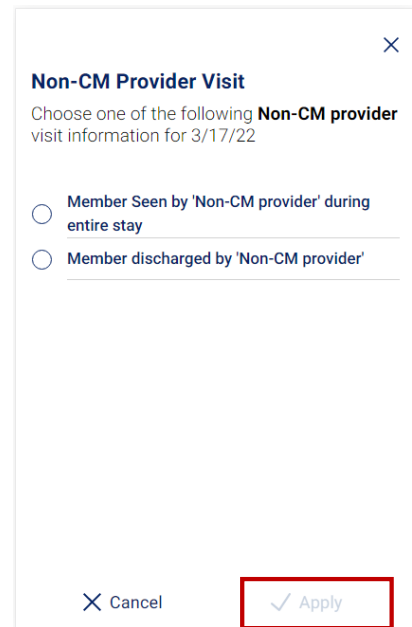 Non-CM Provider Visit
Choose one of the following Non-CM provider
visit information for 3/17/22
Member Seen by 'Non-CM provider' during
entire stay
Member discharged by 'Non-CM provider'
Cancel
Apply